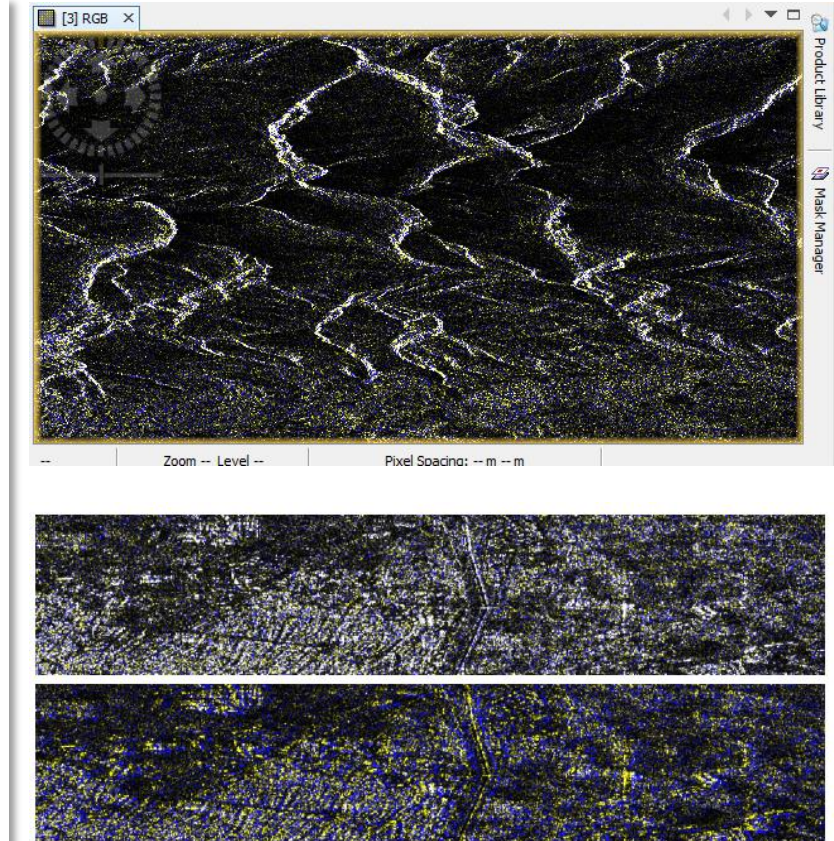 [3] RGB
Product Library
Mask Manager
-- Zoom -- Level -- Pixel Spacing: -- m -- m